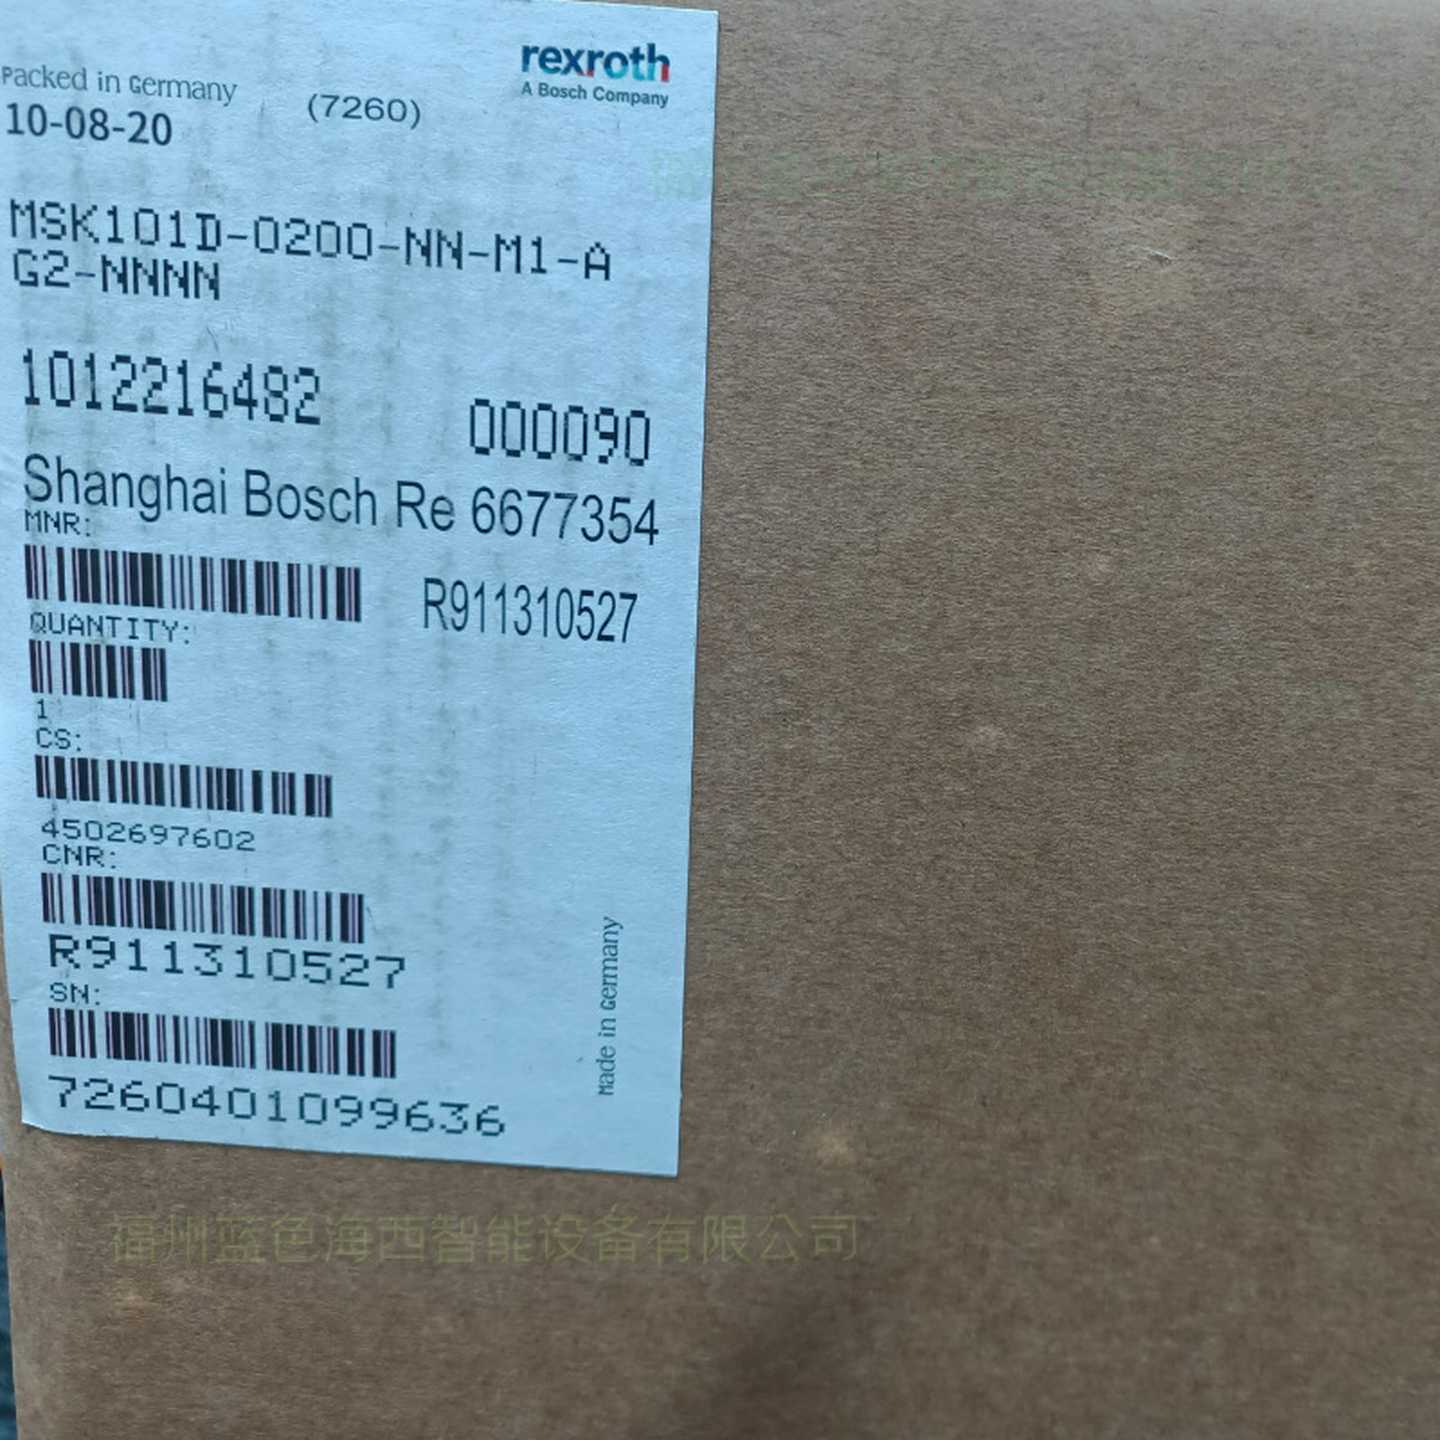 rexroth
A Bosch Company
Packed in Germany
(7260)
10-08-20
MSK101D-0200-NN-M1-A
G2-NNNN
1012216482
000090
Shanghai Bosch Re 6677354
MNR:
R911310527
QUANTITY:
1
CS:
4502697602
CNR:
R911310527
SN:
7260401099636
Made in Germany
福州蓝色海西智能设备有限公司